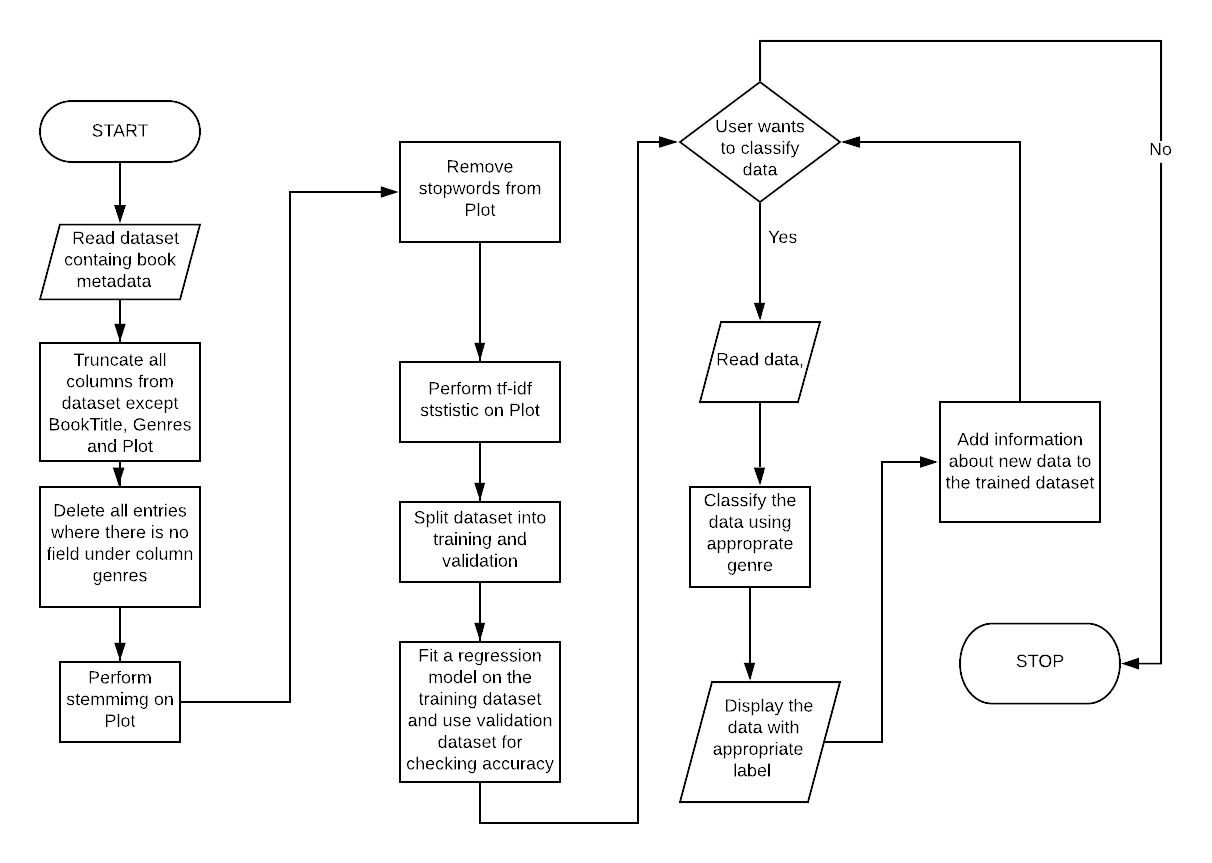 START
Read dataset
containg book
metadata
Truncate all
columns from
dataset except
BookTitle, Genres
and Plot
Delete all entries
where there is no
field under column
genres
Perform
stemmimg on
Plot
Remove
stopwords from
Plot
Perform tf-idf
ststistic on Plot
Split dataset into
training and
validation
Fit a regression
model on the
training dataset
and use validation
dataset for
checking accuracy
User wants
to classify
data
Yes
Read data,
Classify the
data using
approprate
genre
Display the
data with
appropriate
label
Add information
about new data to
the trained dataset
No
STOP